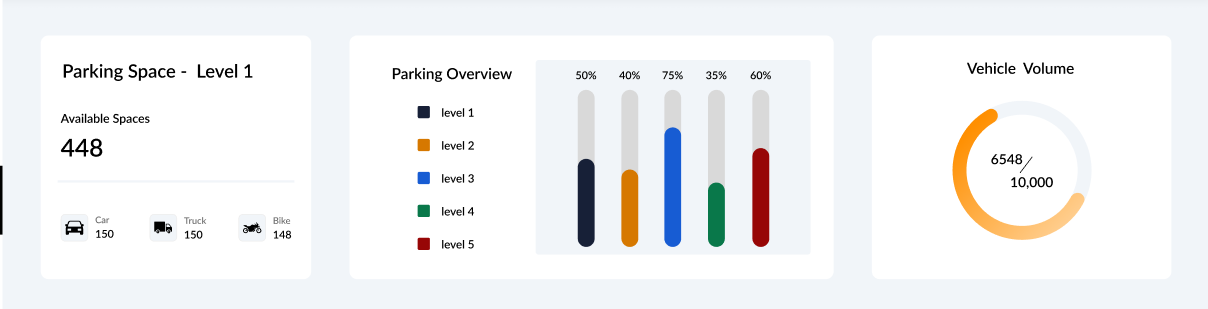 Parking Space - Level 1
Available Spaces
448
Car
150
Truck
150
Bike
148
Parking Overview
level 1
level 2
level 3
level 4
level 5
50% 40% 75% 35% 60%
Vehicle Volume
6548/
10,000